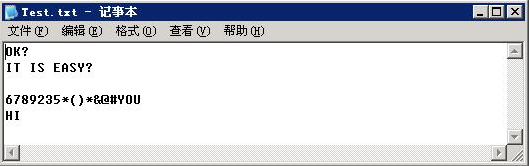 Test.txt - 记事本
文件(F) 编辑(E) 格式(O) 查看(V) 帮助(H)
OK?
IT IS EASY?

6789235*()*&@#YOU
HI